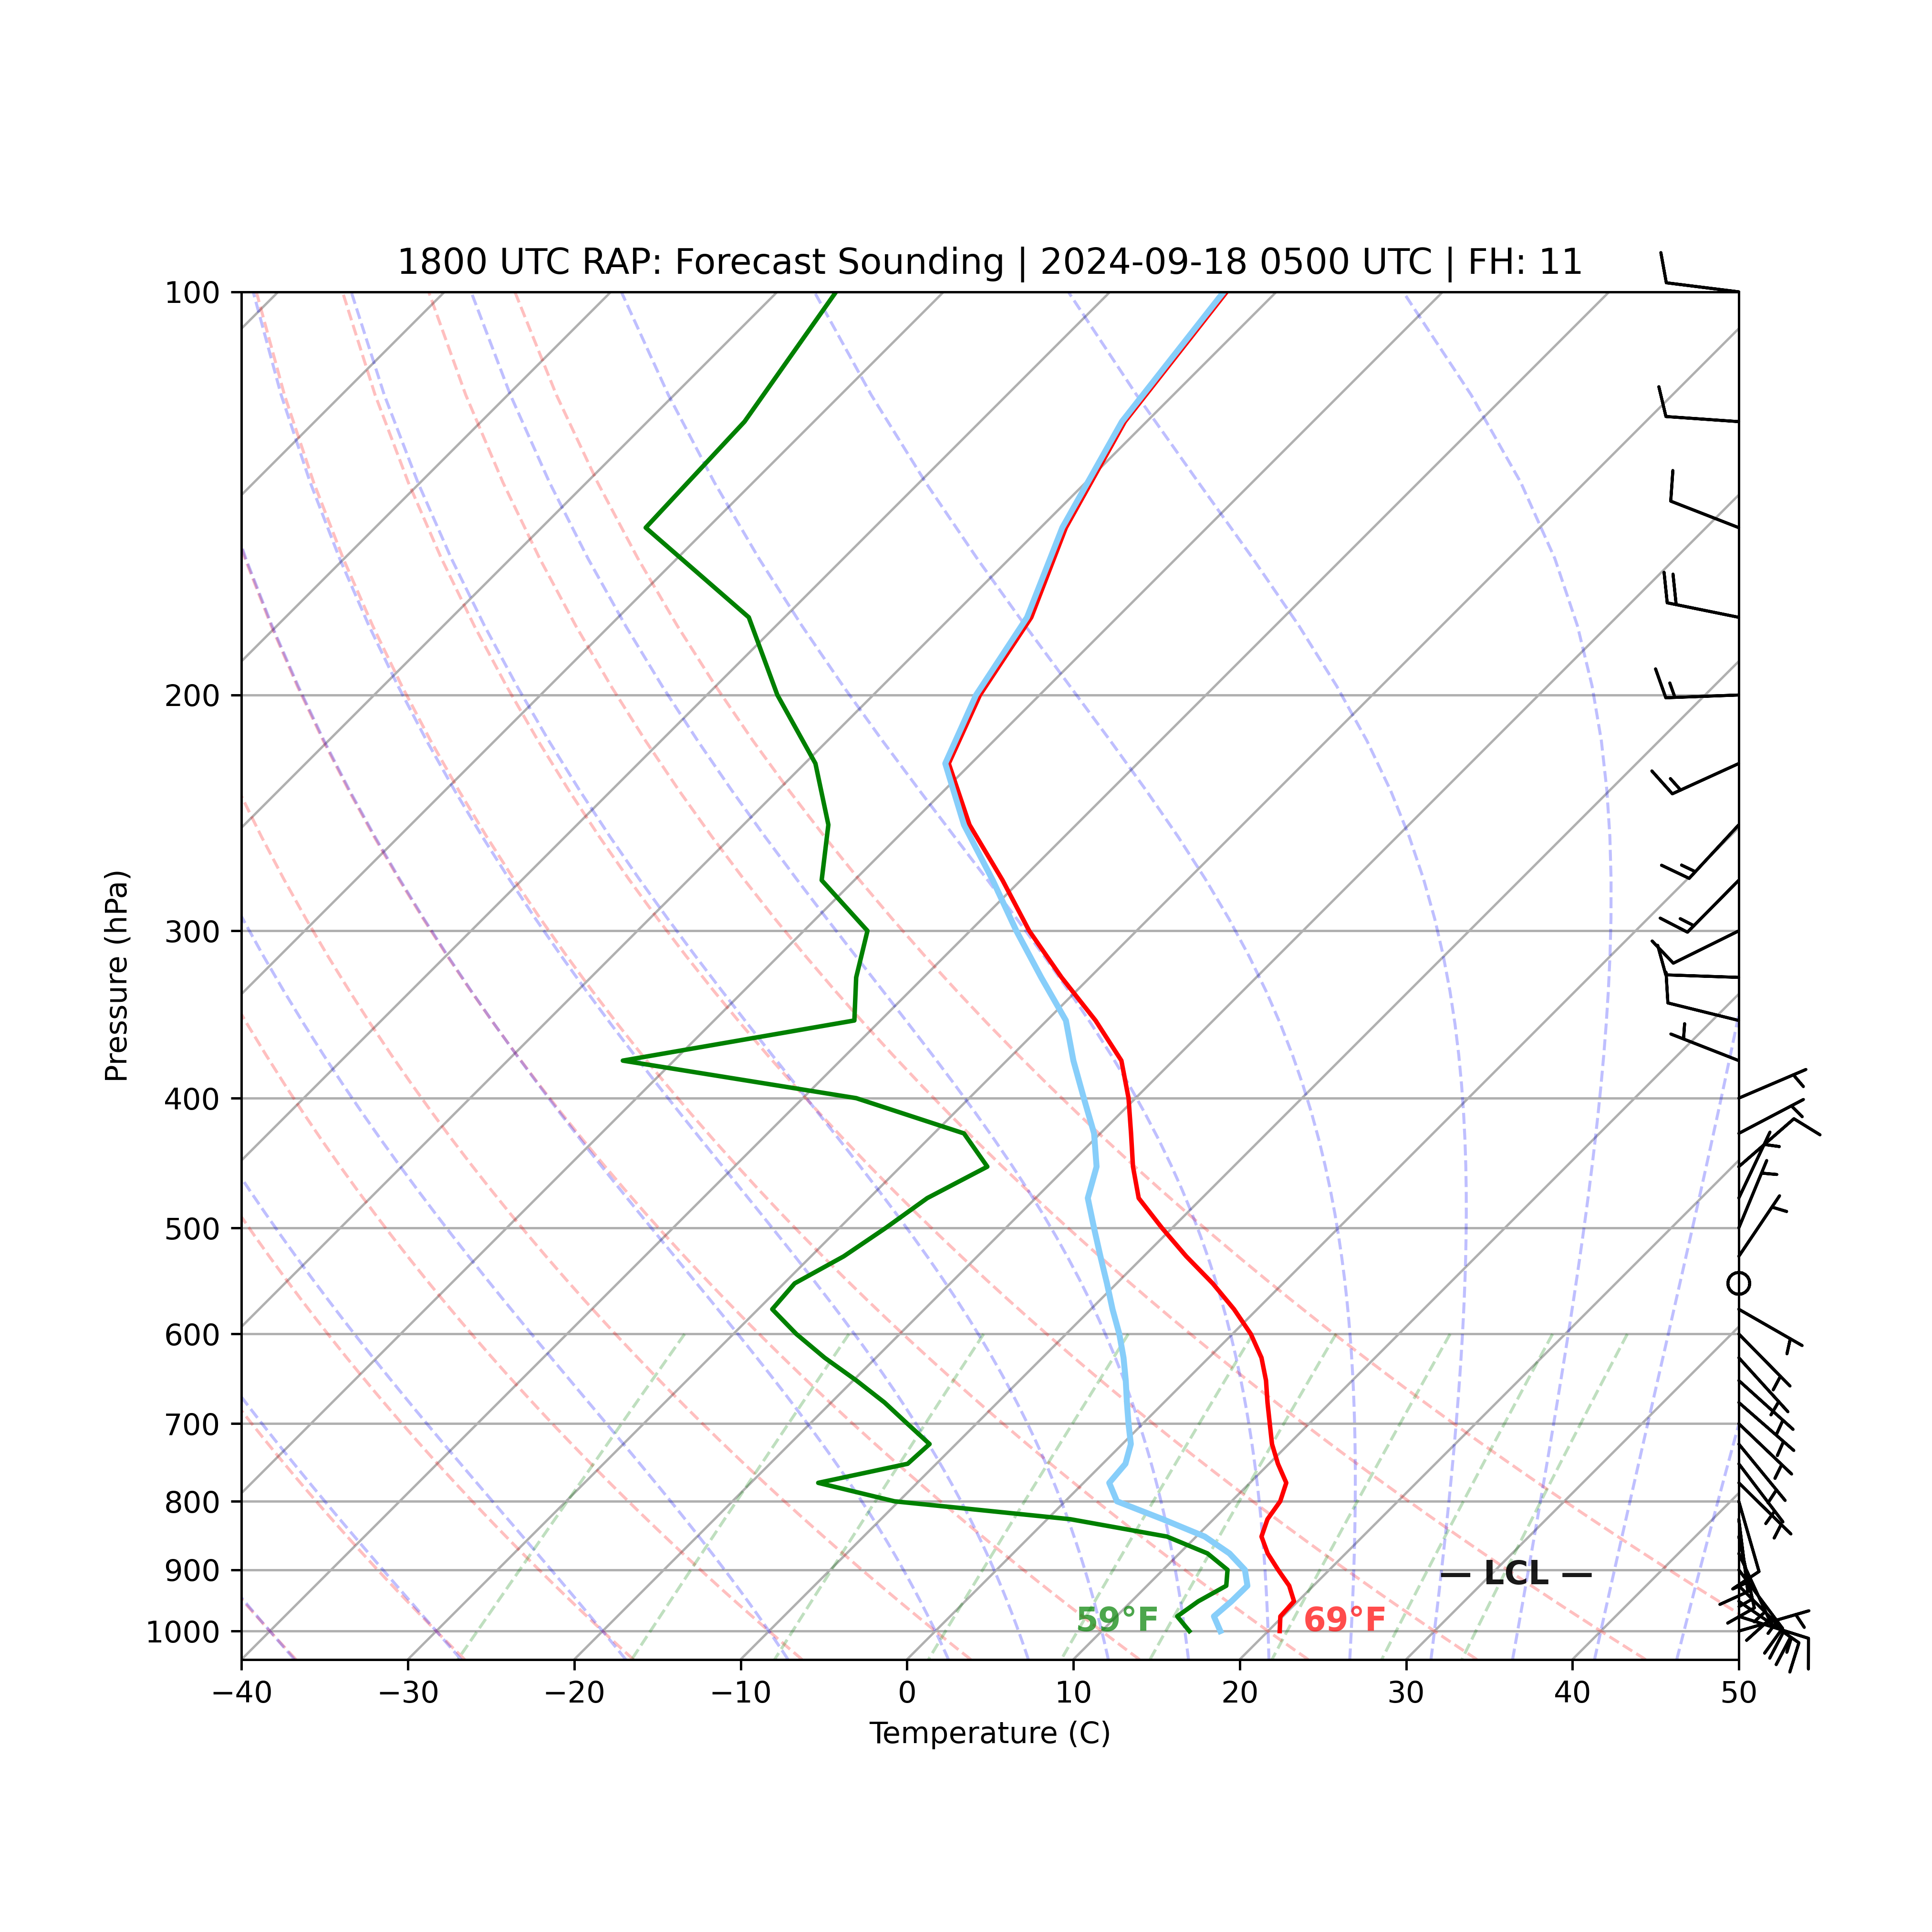 1800 UTC RAP: Forecast Sounding | 2024-09-18 0500 UTC | FH: 11
100
200
300
400
500
600
700
800
900
1000
Pressure (hPa)
— LCL —
59°F
69°F
−40 −30 −20 −10 0 10 20 30 40 50
Temperature (C)